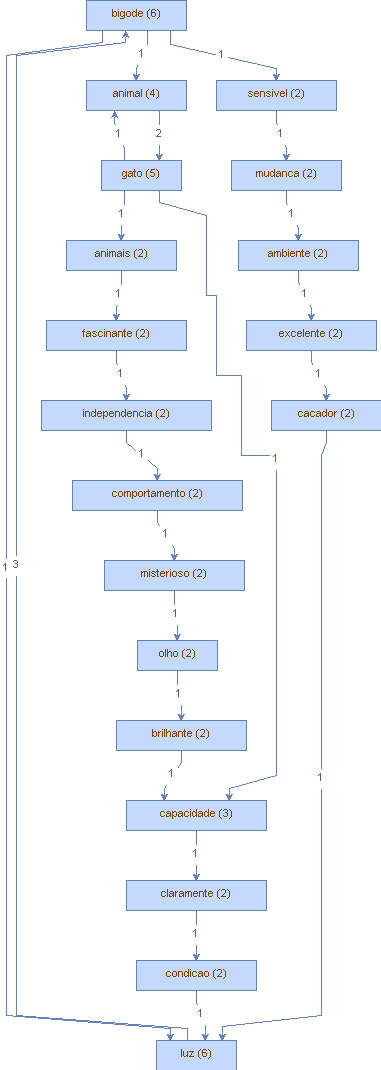 bigode (6)
1
1
animal (4)
sensivel (2)
1
2
1
gato (5)
mudanca (2)
1
1
animais (2)
ambiente (2)
1
1
fascinante (2)
excelente (2)
1
1
independencia (2)
cacador (2)
1
1
comportamento (2)
1
1
3
misterioso (2)
1
olho (2)
1
brilhante (2)
1
1
capacidade (3)
1
claramente (2)
1
condicao (2)
1
luz (6)